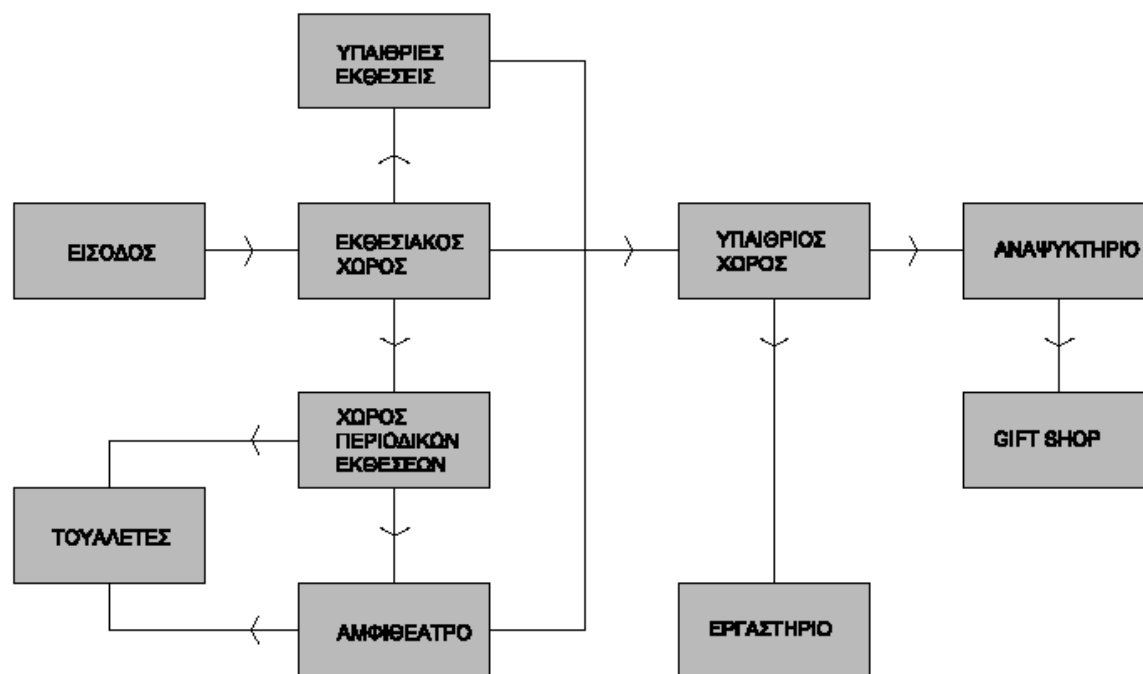 ΥΠΑΙΘΡΙΕΣ
ΕΚΘΕΣΕΙΣ
ΕΙΣΟΔΟΣ
ΕΚΘΕΣΙΑΚΟΣ
ΧΩΡΟΣ
ΥΠΑΙΘΡΙΟΣ
ΧΩΡΟΣ
ΑΝΑΨΥΚΤΗΡΙΟ
ΧΩΡΟΣ
ΠΕΡΙΟΔΙΚΩΝ
ΕΚΘΕΣΕΩΝ
GIFT SHOP
ΤΟΥΑΛΕΤΕΣ
ΑΜΦΙΘΕΑΤΡΟ
ΕΡΓΑΣΤΗΡΙΟ